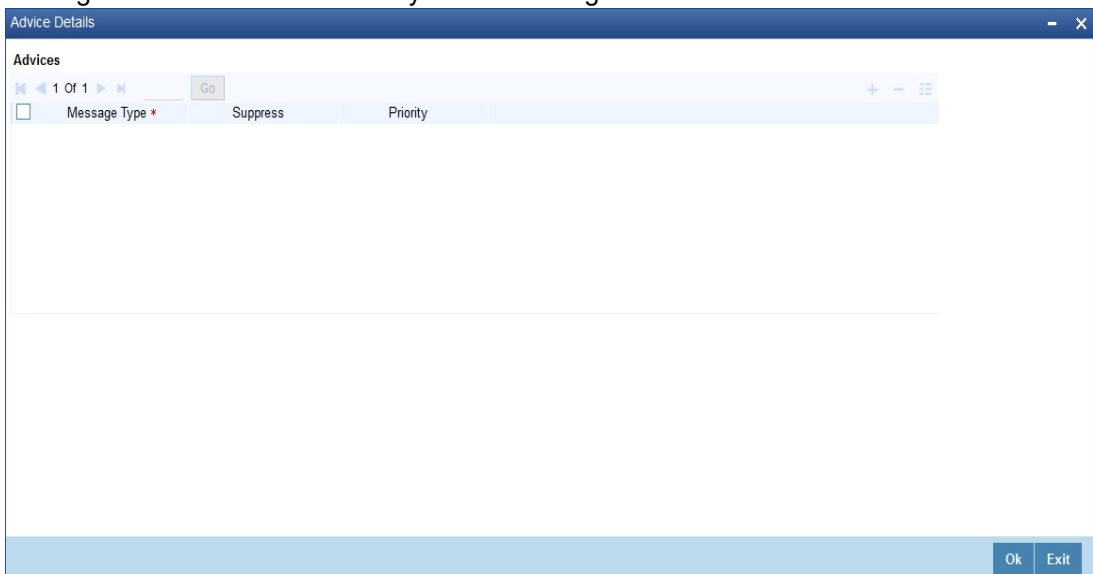 Advice Details
Advices
1 Of 1 Go
Message Type * Suppress Priority
Ok Exit